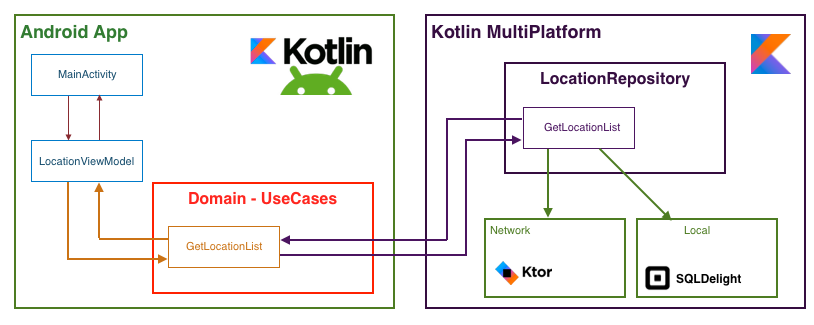 Android App
Kotlin
MainActivity
LocationViewModel
Domain - UseCases
GetLocationList
Kotlin MultiPlatform
LocationRepository
GetLocationList
Network
Ktor
Local
SQLDelight